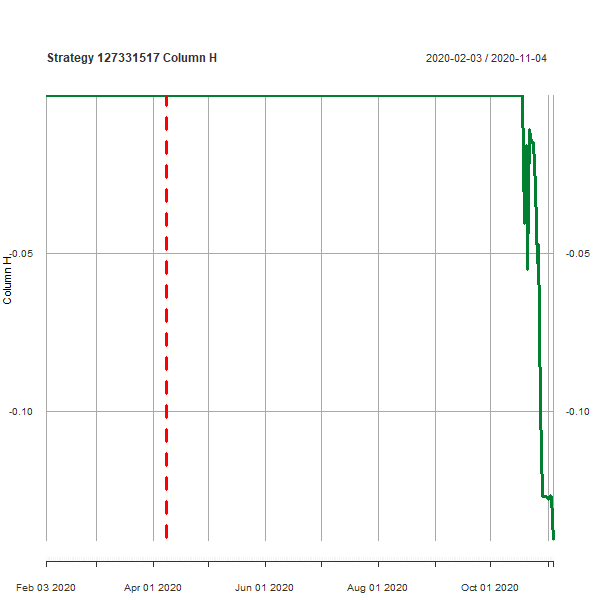 Strategy 127331517 Column H
2020-02-03 / 2020-11-04
Column H,
-0.05
-0.05
-0.10
-0.10
Feb 03 2020
Apr 01 2020
Jun 01 2020
Aug 01 2020
Oct 01 2020